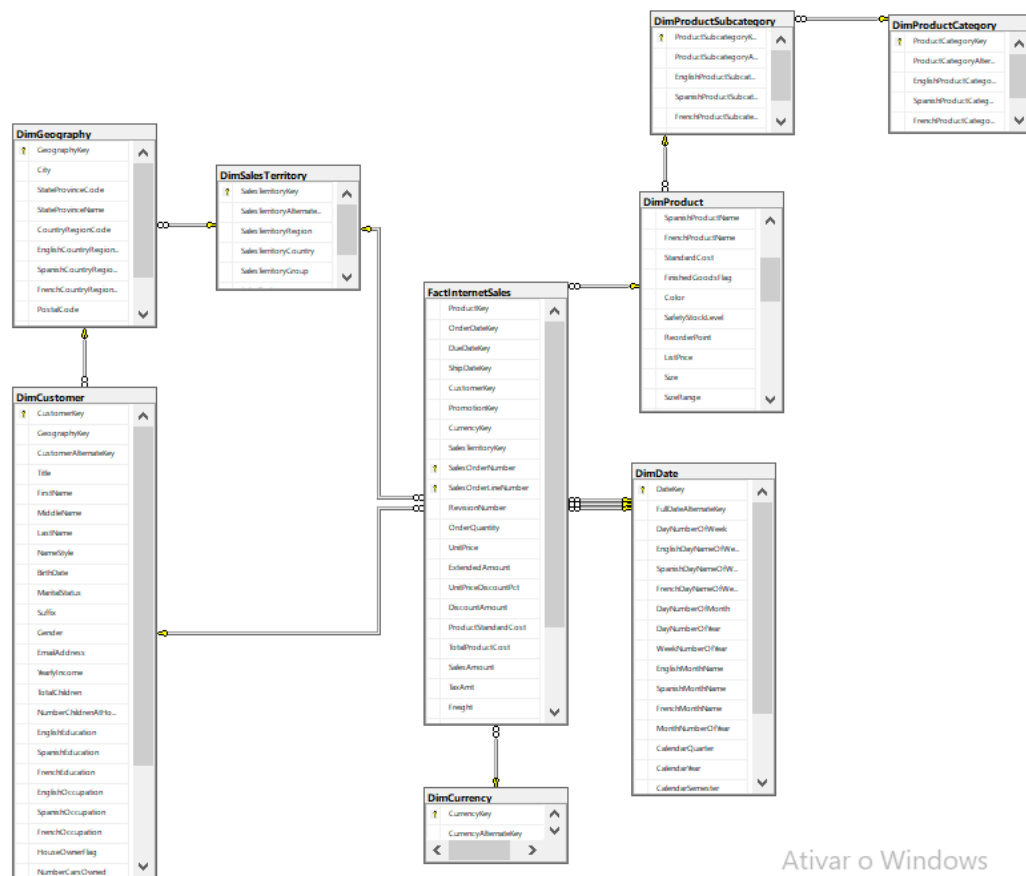 DimProductSubcategory
ProductSubcategoryK...
ProductSubcategoryA...
EnglishProductSubcat...
SpanishProductSubcat...
FrenchProductSubcate...
DimProductCategory
ProductCategoryKey
ProductCategoryAlter...
EnglishProductCatego...
SpanishProductCateg...
FrenchProductCatego...
DimGeography
GeographyKey
City
StateProvinceCode
StateProvinceName
CountryRegionCode
EnglishCountryRegion...
SpanishCountryRegio...
FrenchCountryRegion...
PostalCode
DimSalesTerritory
SalesTerritoryKey
SalesTerritoryAlternate...
SalesTerritoryRegion
SalesTerritoryCountry
SalesTerritoryGroup
DimProduct
SpanishProductName
FrenchProductName
StandardCost
FinishedGoodsFlag
Color
SafetyStockLevel
ReorderPoint
ListPrice
Size
SizeRange
FactInternetSales
ProductKey
OrderDateKey
DueDateKey
ShipDateKey
CustomerKey
PromotionKey
CurrencyKey
SalesTerritoryKey
SalesOrderNumber
SalesOrderLineNumber
RevisionNumber
OrderQuantity
UnitPrice
ExtendedAmount
UnitPriceDiscountPct
DiscountAmount
ProductStandardCost
TotalProductCost
SalesAmount
TaxAmt
Freight
DimCustomer
CustomerKey
GeographyKey
CustomerAlternateKey
Title
FirstName
MiddleName
LastName
NameStyle
BirthDate
MaritalStatus
Suffix
Gender
EmailAddress
YearlyIncome
TotalChildren
NumberChildrenAtHo...
EnglishEducation
SpanishEducation
FrenchEducation
EnglishOccupation
SpanishOccupation
FrenchOccupation
HouseOwnerFlag
NumberCarsOwned
DimDate
DateKey
FullDateAlternateKey
DayNumberOfWeek
EnglishDayNameOfWe...
SpanishDayNameOfW...
FrenchDayNameOfWe...
DayNumberOfMonth
DayNumberOfYear
WeekNumberOfYear
EnglishMonthName
SpanishMonthName
FrenchMonthName
MonthNumberOfYear
CalendarQuarter
CalendarYear
CalendarSemester
DimCurrency
CurrencyKey
CurrencyAlternateKey
Ativar o Windows